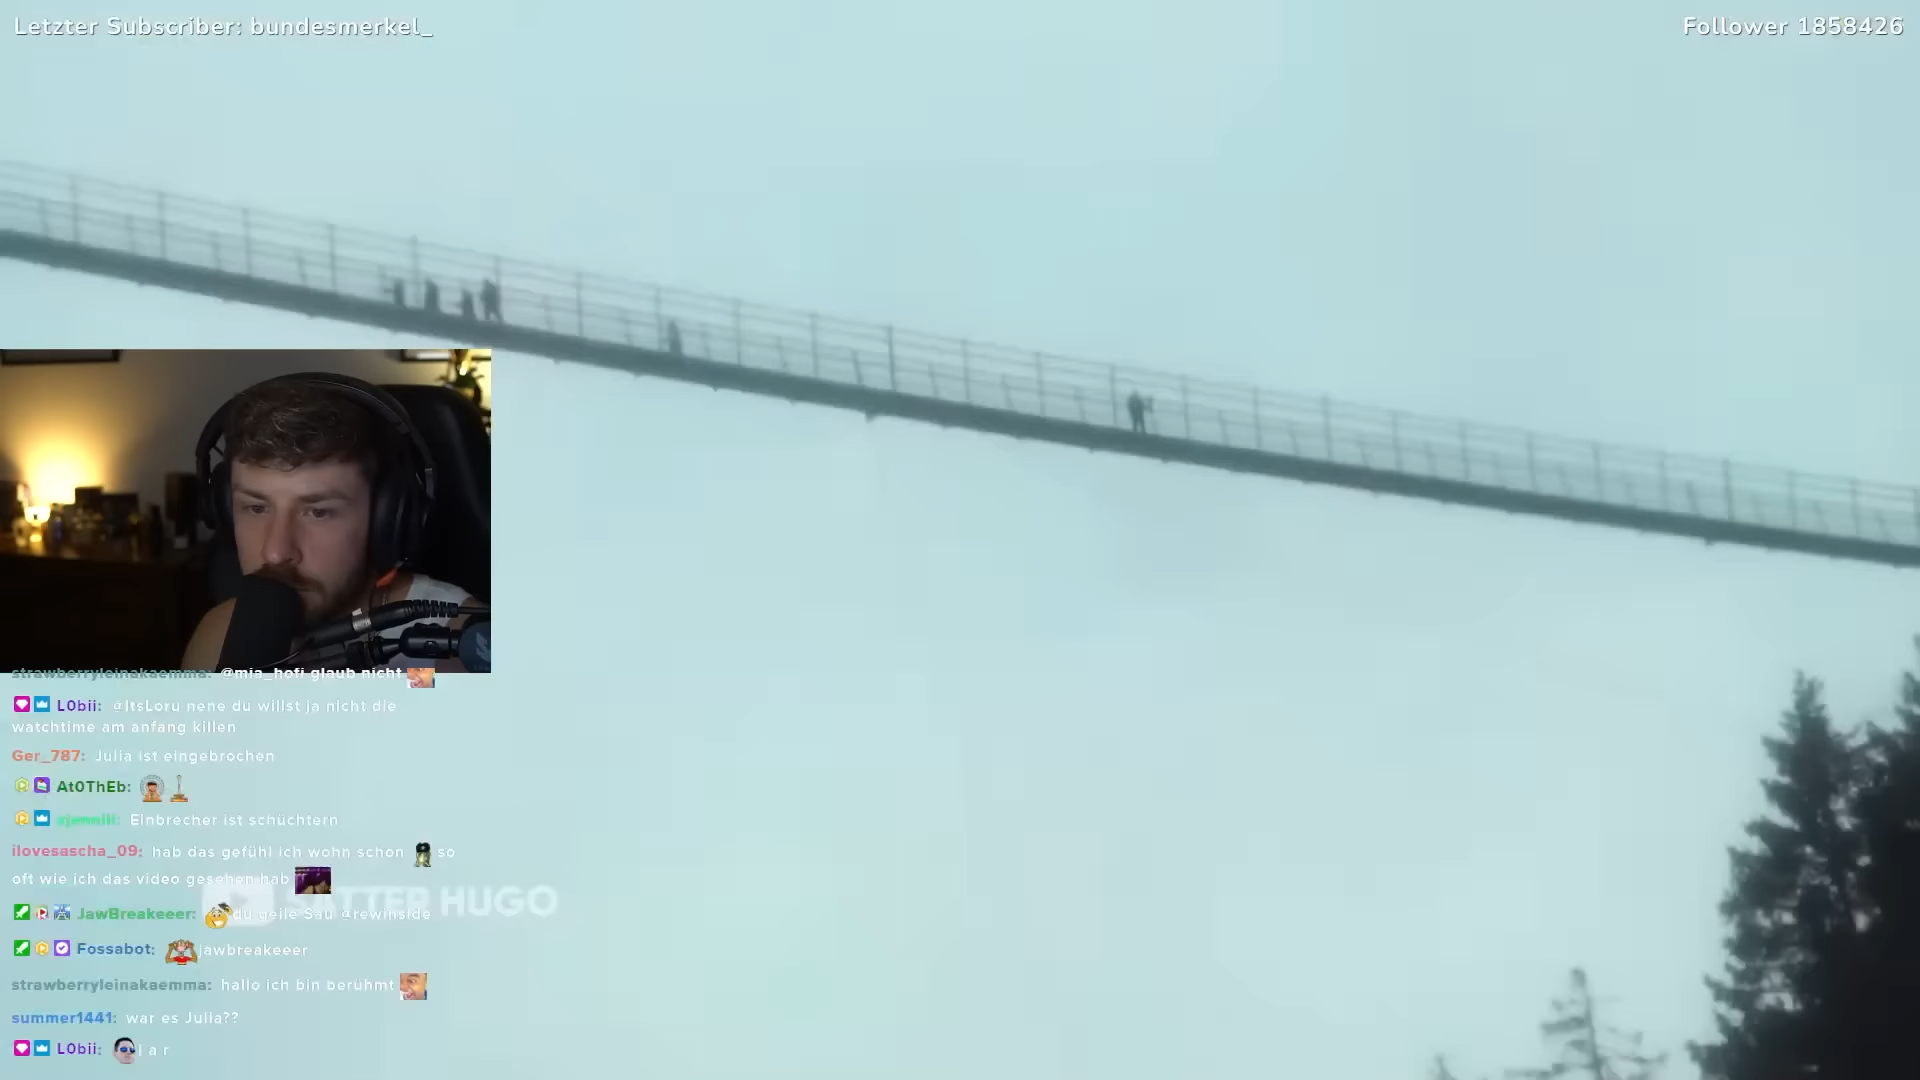 Letzter Subscriber: bundesmerkel_
Follower 1858426
strawberryleinakaemma: @mia_hofi glaub nicht
L0bii: @ItsLoru nene du willst ja nicht die
watchtime am anfang killen
Ger_787: Julia ist eingebrochen
At0ThEb:
Einbrecher ist schüchtern
ilovesascha_09: hab das gefühl ich wohn schon so
oft wie ich das video gesehen hab
HUGO
JawBreakeeer: du geile Sau @rewinside
Fossabot: jawbreakeeer
strawberryleinakaemma: hallo ich bin berühmt
summer1441: war es Julia??
L0bii: l a r